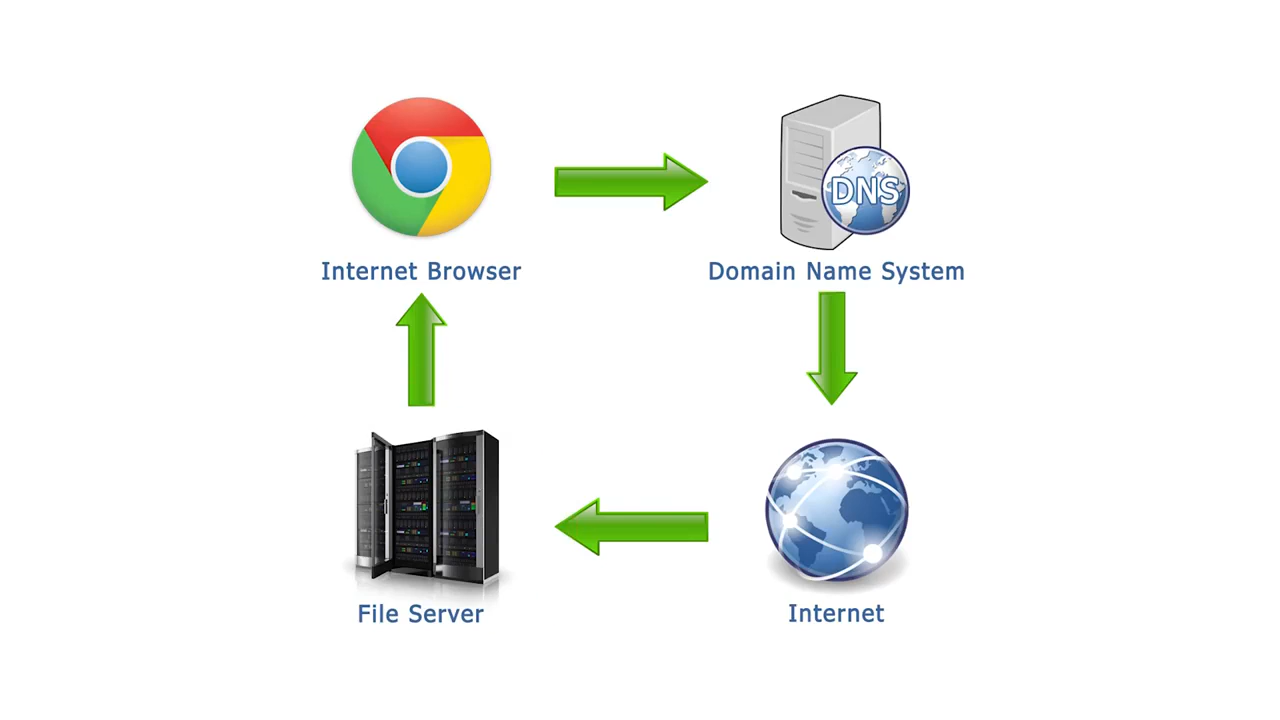 DNS
Internet Browser
Domain Name System
File Server
Internet